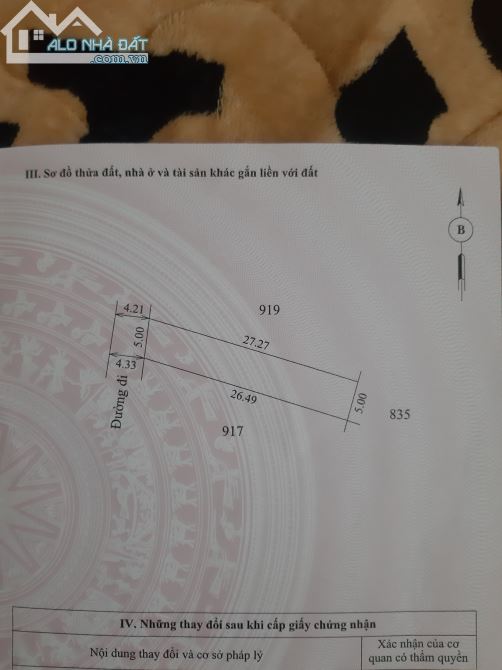 ALO NHÀ ĐẤT
.com.vn
III. Sơ đồ thửa đất, nhà ở và tài sản khác gắn liền với đất
B
4.21
919
5.00
27.27
4.33
26.49
5.00
Đường đi
917
835
IV. Những thay đổi sau khi cấp giấy chứng nhận
Nội dung thay đổi và cơ sở pháp lý
Xác nhận của cơ
quan có thẩm quyền